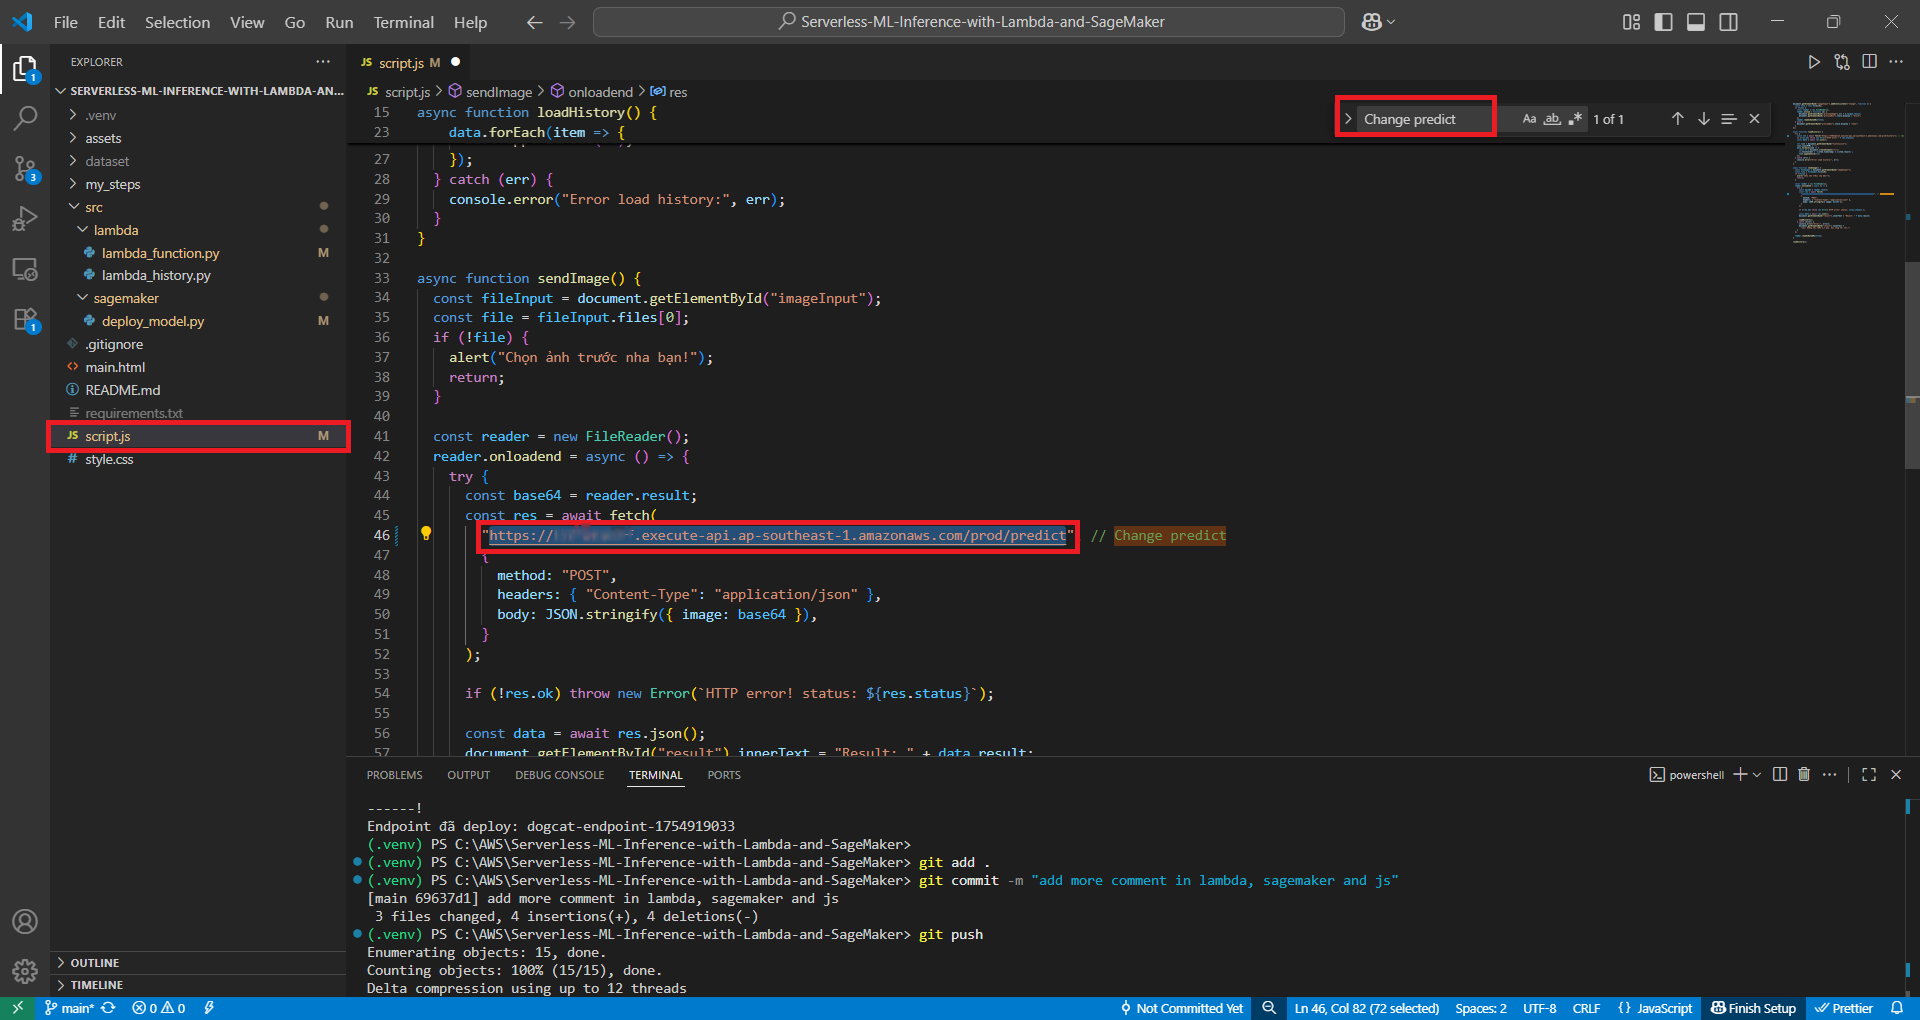 File Edit Selection View Go Run Terminal Help
Serverless-ML-Inference-with-Lambda-and-SageMaker
EXPLORER
SERVERLESS-ML-INFERENCE-WITH-LAMBDA-AN...
.venv
assets
dataset
my_steps
src
lambda
lambda_function.py M
lambda_history.py
sagemaker
deploy_model.py M
.gitignore
main.html
README.md
requirements.txt
JS script.js M
# style.css
OUTLINE
TIMELINE
1
3
1
JS script.js M
JS script.js > sendImage > onloadend > res
Change predict Aa ab 1 of 1
15 async function loadHistory() {
23 data.forEach(item => {
27 });
28 } catch (err) {
29 console.error("Error load history:", err);
30 }
31 }
32
33 async function sendImage() {
34 const fileInput = document.getElementById("imageInput");
35 const file = fileInput.files[0];
36 if (!file) {
37 alert("Chọn ảnh trước nha bạn!");
38 return;
39 }
40
41 const reader = new FileReader();
42 reader.onloadend = async () => {
43 try {
44 const base64 = reader.result;
45 const res = await fetch(
46 "https:// f.execute-api.ap-southeast-1.amazonaws.com/prod/predict" // Change predict
47 {
48 method: "POST",
49 headers: { "Content-Type": "application/json" },
50 body: JSON.stringify({ image: base64 }),
51 }
52 );
53
54 if (!res.ok) throw new Error(`HTTP error! status: ${res.status}`);
55
56 const data = await res.json();
57 document.getElementById("result").innerText = "Result: " + data.result;
PROBLEMS OUTPUT DEBUG CONSOLE TERMINAL PORTS
powershell
------!
Endpoint đã deploy: dogcat-endpoint-1754919033
(.venv) PS C:\AWS\Serverless-ML-Inference-with-Lambda-and-SageMaker>
(.venv) PS C:\AWS\Serverless-ML-Inference-with-Lambda-and-SageMaker> git add .
(.venv) PS C:\AWS\Serverless-ML-Inference-with-Lambda-and-SageMaker> git commit -m "add more comment in lambda, sagemaker and js"
[main 69637d1] add more comment in lambda, sagemaker and js
3 files changed, 4 insertions(+), 4 deletions(-)
(.venv) PS C:\AWS\Serverless-ML-Inference-with-Lambda-and-SageMaker> git push
Enumerating objects: 15, done.
Counting objects: 100% (15/15), done.
Delta compression using up to 12 threads
main* 0 0 Not Committed Yet Ln 46, Col 82 (72 selected) Spaces: 2 UTF-8 CRLF {} JavaScript Finish Setup Prettier